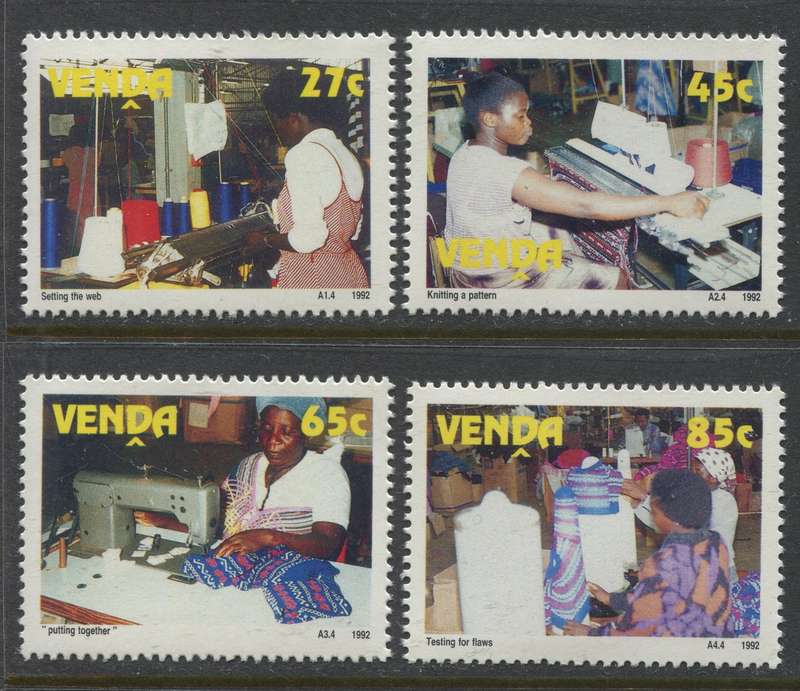 VENDA 27c
Setting the web A1.4 1992
45c
VENDA
Knitting a pattern A2.4 1992
VENDA 65c
"putting together" A3.4 1992
VENDA 85c
Testing for flaws A4.4 1992